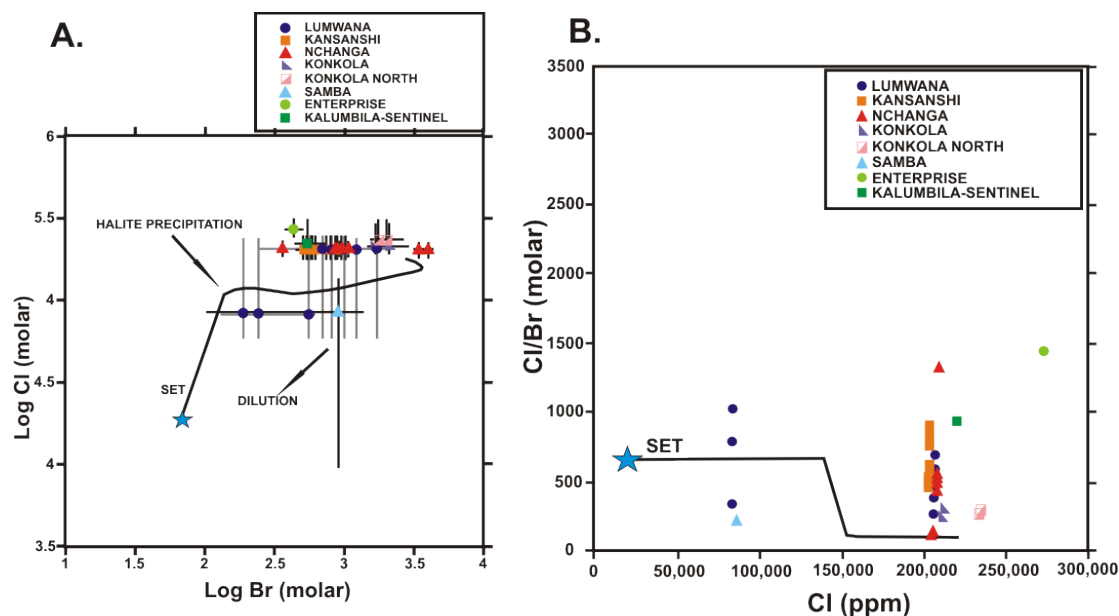 A.
LUMWANA
KANSANSHI
NCHANGA
KONKOLA
KONKOLA NORTH
SAMBA
ENTERPRISE
KALUMBILA-SENTINEL
6
5.5
4
4.5
4
3.5
Log Cl (molar)
HALITE PRECIPITATION
SET
DILUTION
1
1.5
2
2.5
3
3.5
4
Log Br (molar)
B.
LUMWANA
KANSANSHI
NCHANGA
KONKOLA
KONKOLA NORTH
SAMBA
ENTERPRISE
KALUMBILA-SENTINEL
3500
3000
2500
2000
1500
1000
500
0
Cl/Br (molar)
SET
0
50,000
100,000
150,000
200,000
250,000
300,000
Cl (ppm)